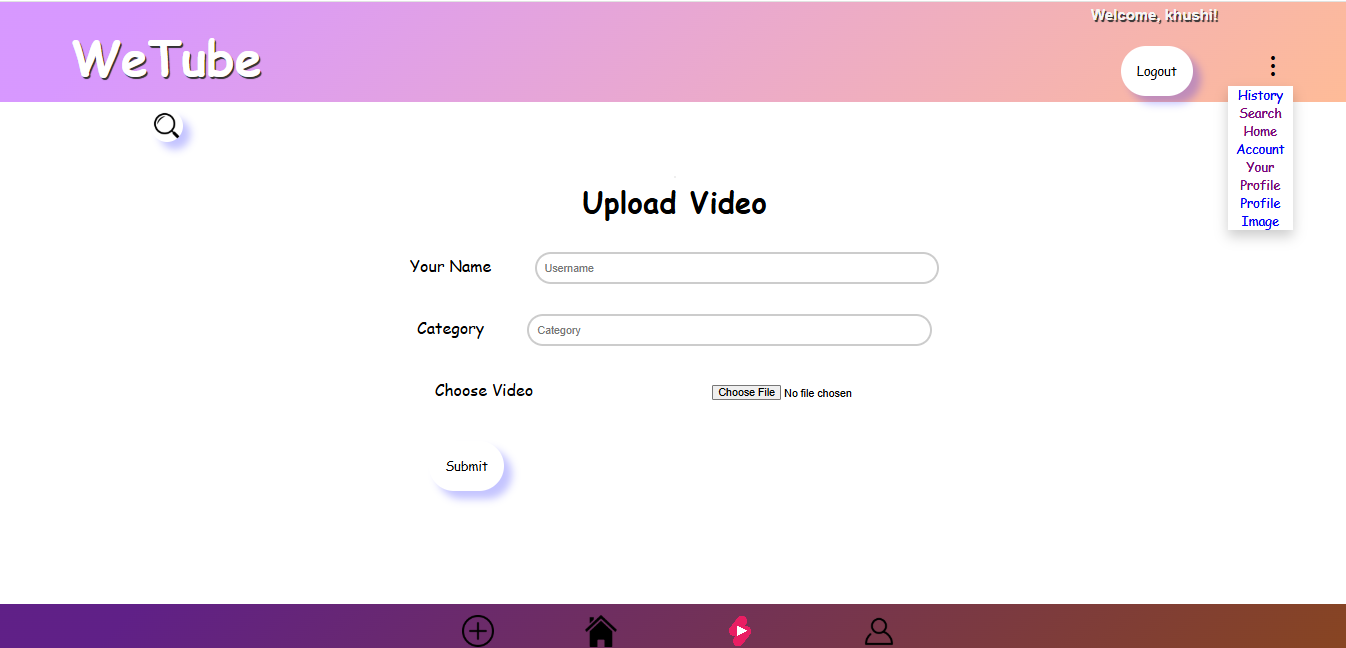 Welcome, khushi!
WeTube
Logout
History
Search
Home
Account
Your
Profile
Profile
Image
Upload Video
Your Name Username
Category Category
Choose Video Choose File No file chosen
Submit